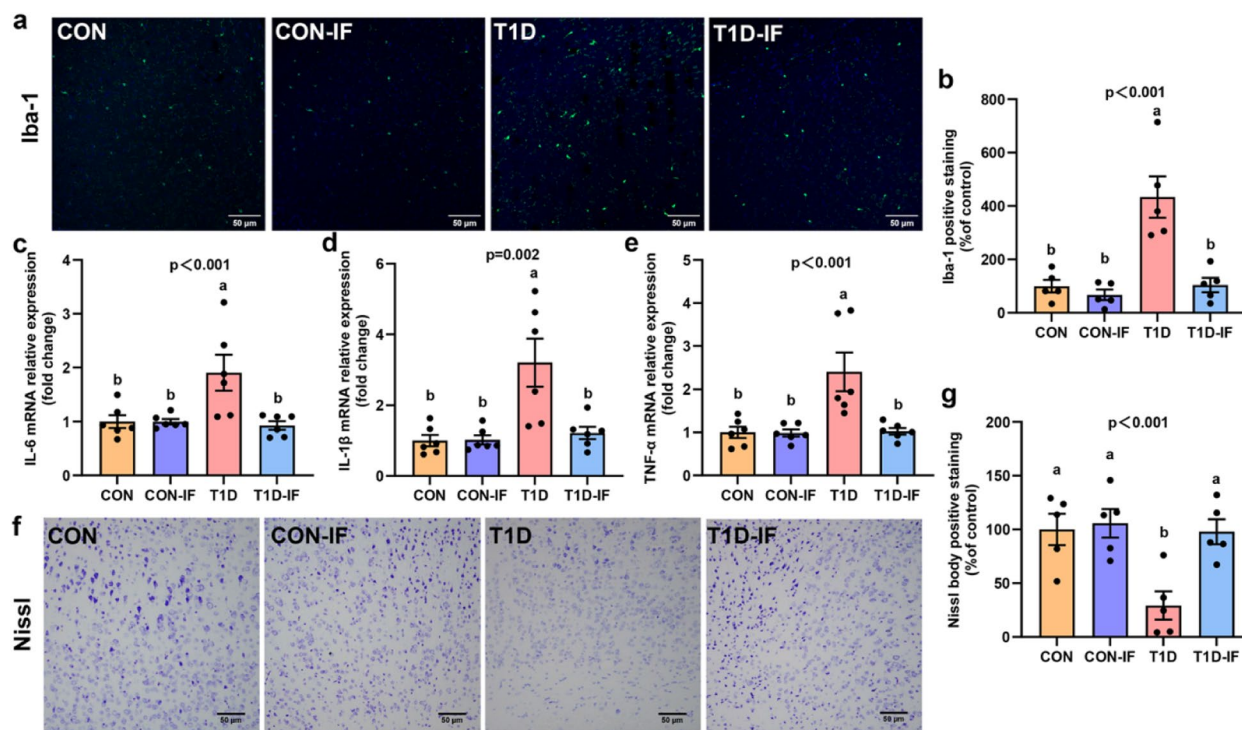 a
CON
CON-IF
T1D
T1D-IF
Iba-1
50 μm
50 μm
50 μm
50 μm
b
p<0.001
Iba-1 positive staining
(%of control)
800
600
400
200
0
b
b
a
b
CON
CON-IF
T1D
T1D-IF
c
p<0.001
IL-6 mRNA relative expression
(fold change)
4
3
2
1
0
b
b
a
b
CON
CON-IF
T1D
T1D-IF
d
p=0.002
IL-1β mRNA relative expression
(fold change)
6
4
2
0
b
b
a
b
CON
CON-IF
T1D
T1D-IF
e
p<0.001
TNF-α mRNA relative expression
(fold change)
5
4
3
2
1
0
b
b
a
b
CON
CON-IF
T1D
T1D-IF
f
CON
CON-IF
T1D
T1D-IF
Nissl
50 μm
50 μm
50 μm
50 μm
g
p<0.001
Nissl body positive staining
(%of control)
200
150
100
50
0
a
a
b
a
CON
CON-IF
T1D
T1D-IF